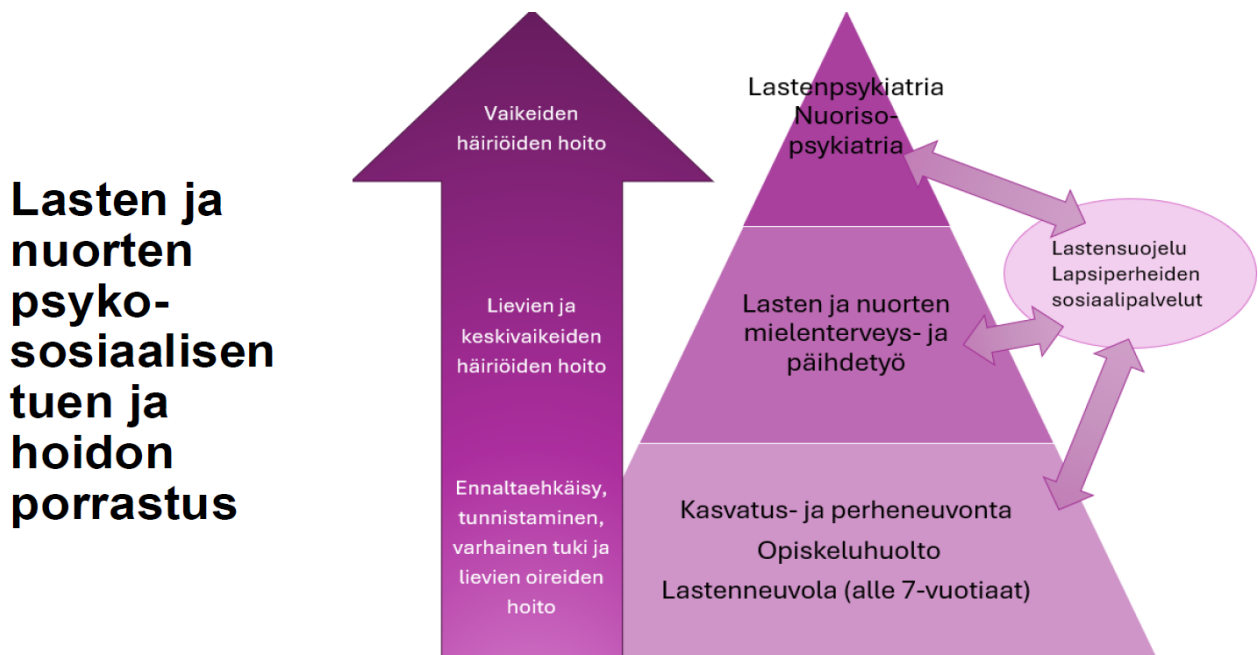 Lasten ja
nuorten
psyko-
sosiaalisen
tuen ja
hoidon
porrastus
Vaikeiden
häiriöiden hoito
Lievien ja
keskivaikeiden
häiriöiden hoito
Ennaltaehkäisy,
tunnistaminen,
varhainen tuki ja
lievien oireiden
hoito
Lastenpsykiatria
Nuoriso-
psykiatria
Lasten ja nuorten
mielenterveys- ja
päihdetyö
Kasvatus- ja perheneuvonta
Opiskeluhuolto
Lastenneuvola (alle 7-vuotiaat)
Lastensuojelu
Lapsiperheiden
sosiaalipalvelut